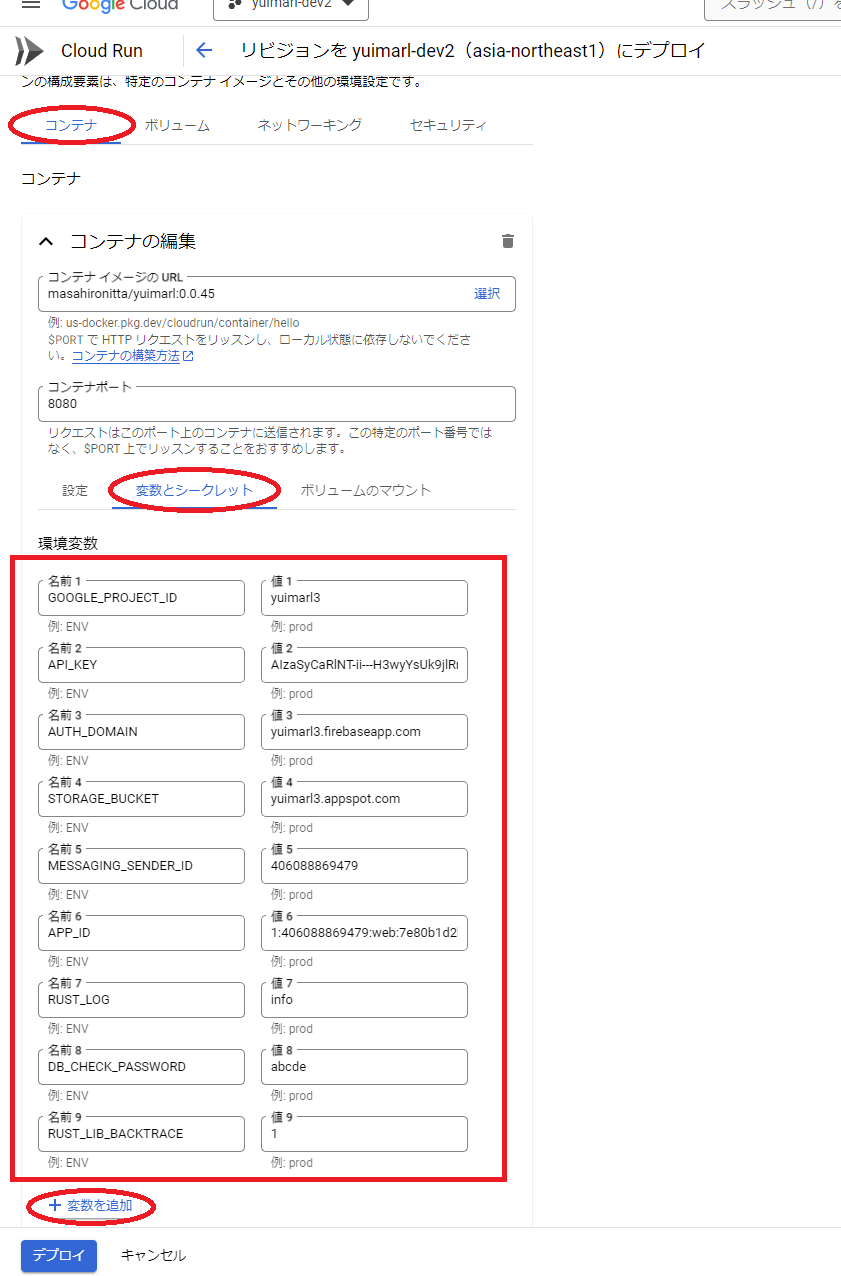 Google Cloud
yuimarl-dev2
スラッシュ（/）を
Cloud Run
リビジョンを yuimarl-dev2（asia-northeast1）にデプロイ
ンの構成要素は、特定のコンテナ イメージとその他の環境設定です。
コンテナ ボリューム ネットワーキング セキュリティ
コンテナ
コンテナの編集
コンテナ イメージの URL
masahironitta/yuimarl:0.0.45 選択
例: us-docker.pkg.dev/cloudrun/container/hello
$PORT で HTTP リクエストをリッスンし、ローカル状態に依存しないでくださ
い。コンテナの構築方法
コンテナポート
8080
リクエストはこのポート上のコンテナに送信されます。この特定のポート番号では
なく、$PORT 上でリッスンすることをおすすめします。
設定 変数とシークレット ボリュームのマウント
環境変数
名前 1 値 1
GOOGLE_PROJECT_ID yuimarl3
例: ENV 例: prod
名前 2 値 2
API_KEY
例: ENV 例: prod
名前 3 値 3
AUTH_DOMAIN yuimarl3.firebaseapp.com
例: ENV 例: prod
名前 4 値 4
STORAGE_BUCKET yuimarl3.appspot.com
例: ENV 例: prod
名前 5 値 5
MESSAGING_SENDER_ID 406088869479
例: ENV 例: prod
名前 6 値 6
APP_ID 1:406088869479:web:7e80b1d2
例: ENV 例: prod
名前 7 値 7
RUST_LOG info
例: ENV 例: prod
名前 8 値 8
DB_CHECK_PASSWORD abcde
例: ENV 例: prod
名前 9 値 9
RUST_LIB_BACKTRACE 1
例: ENV 例: prod
変数を追加
デプロイ キャンセル